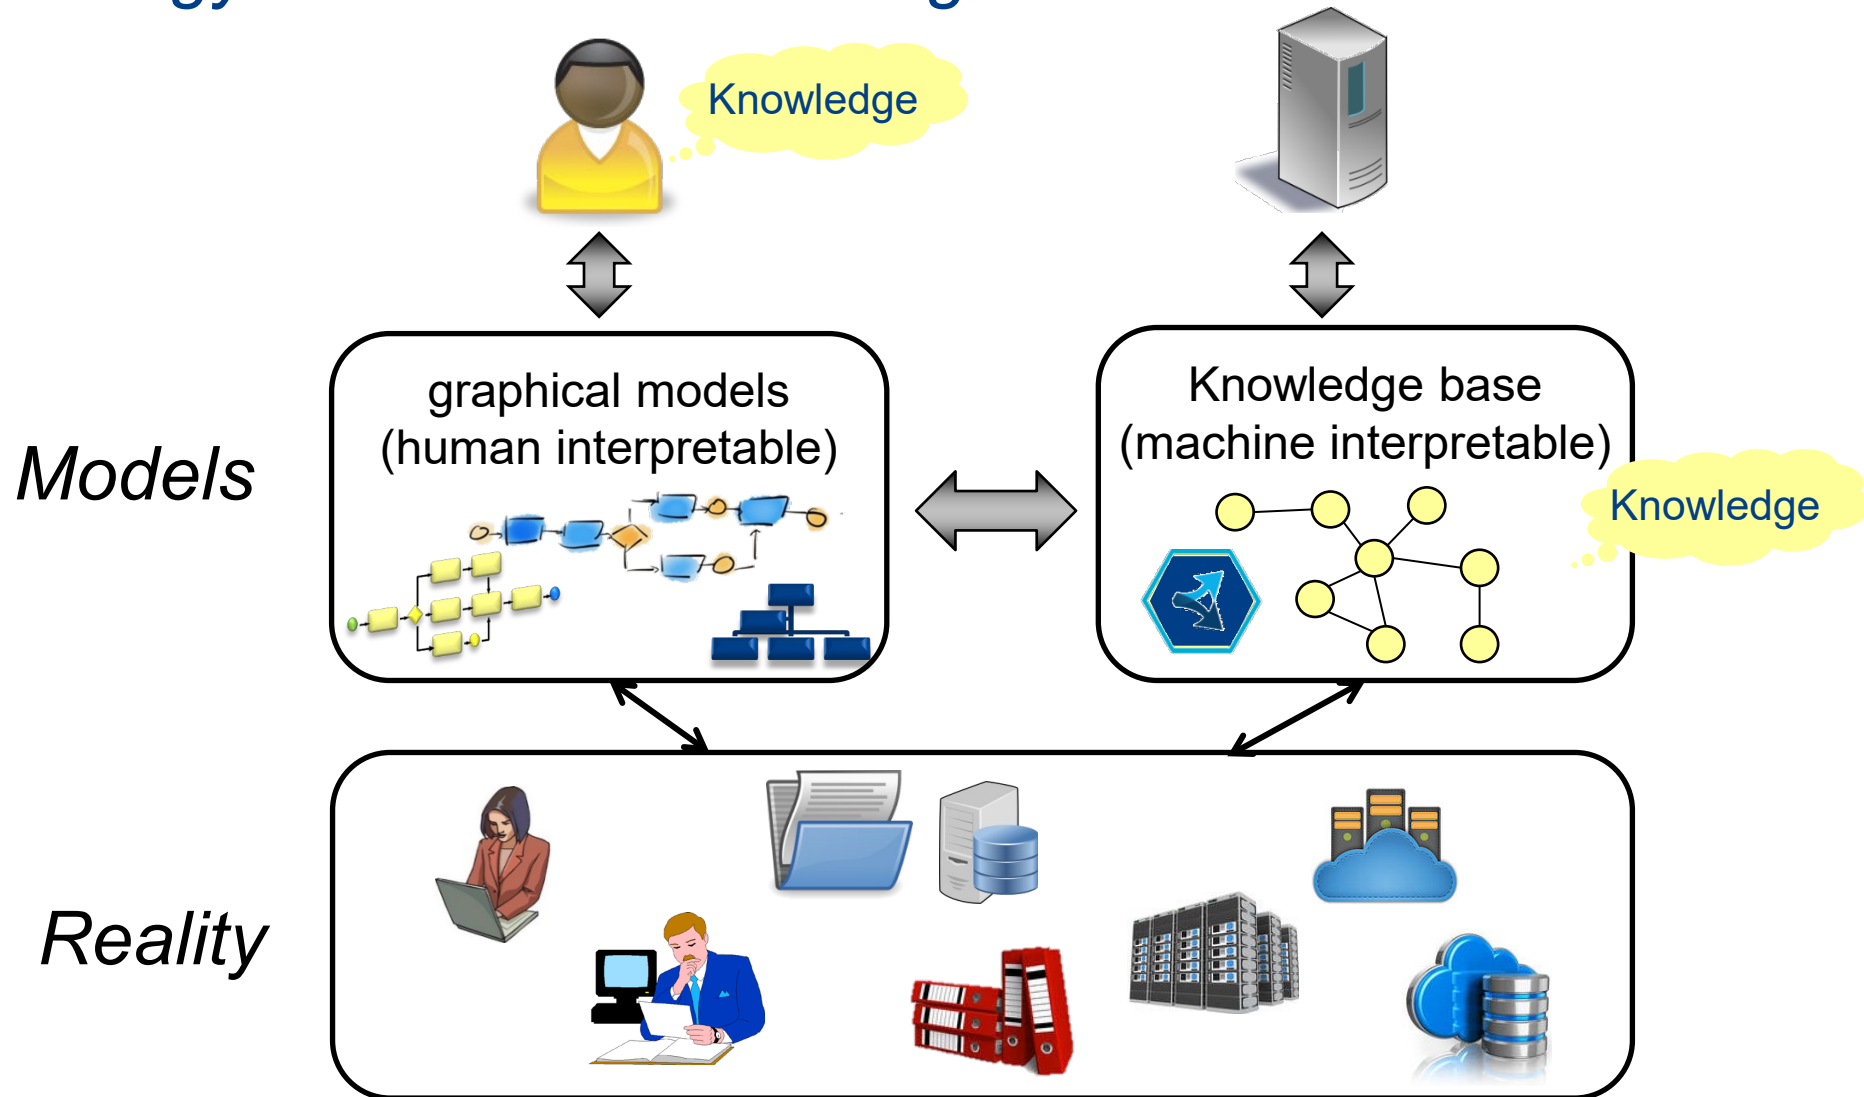 Knowledge
graphical models
(human interpretable)
Knowledge base
(machine interpretable)
Models
Knowledge
Reality